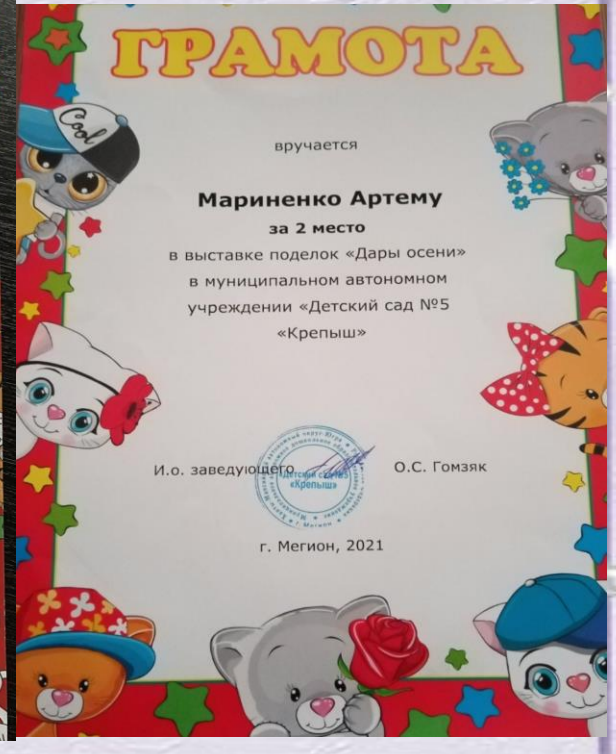 ГРАМОТА
Cool
вручается
Мариненко Артему
за 2 место
в выставке поделок «Дары осени»
в муниципальном автономном
учреждении «Детский сад №5
«Крепыш»
И.о. заведующего
О.С. Гомзяк
«Детский сад №5
«Крепыш»
г. Мегион, 2021